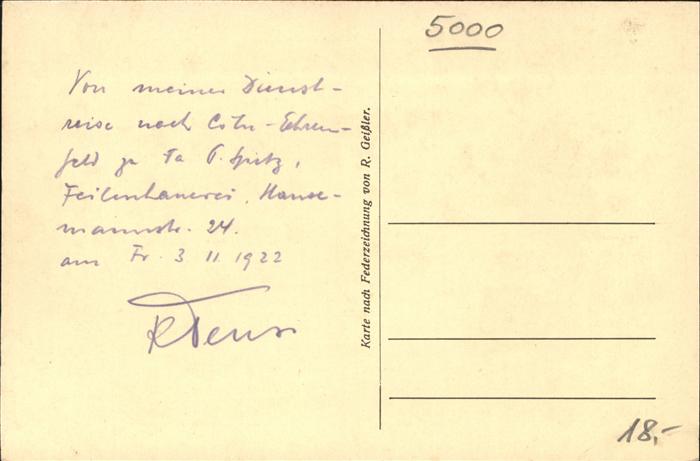 5000
Von meiner Dienst-
reise nach Cöln-Ehren-
feld zu Fa P. Spitz,
Feilenhauerei, Hanse-
mannstr. 24.
am Fr. 3 11. 1922
Karte nach Federzeichnung von R. Geißler.
18,-